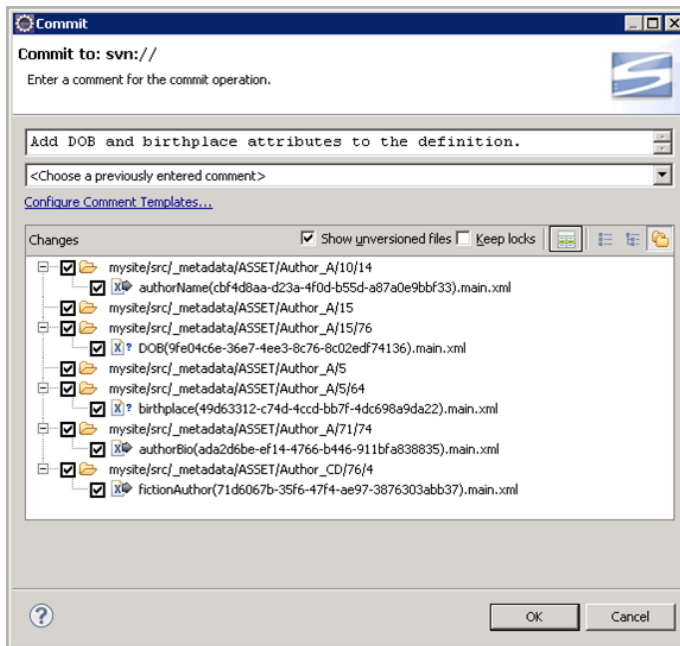 Commit
Commit to: svn://
Enter a comment for the commit operation.
Add DOB and birthplace attributes to the definition.
<Choose a previously entered comment>
Configure Comment Templates...
Changes Show unversioned files Keep locks
mysite/src/_metadata/ASSET/Author_A/10/14
authorName(cbf4d8aa-d23a-4f0d-b55d-a87a0e9bbf33).main.xml
mysite/src/_metadata/ASSET/Author_A/15
mysite/src/_metadata/ASSET/Author_A/15/76
DOB(9fe04c6e-36e7-4ee3-8c76-8c02edf74136).main.xml
mysite/src/_metadata/ASSET/Author_A/5
mysite/src/_metadata/ASSET/Author_A/5/64
birthplace(49d63312-c74d-4ccd-bb7f-4dc698a9da22).main.xml
mysite/src/_metadata/ASSET/Author_A/71/74
authorBio(ada2d6be-ef14-4766-b446-911bfa838835).main.xml
mysite/src/_metadata/ASSET/Author_CD/76/4
fictionAuthor(71d6067b-35f6-47f4-ae97-3876303abb37).main.xml
OK Cancel